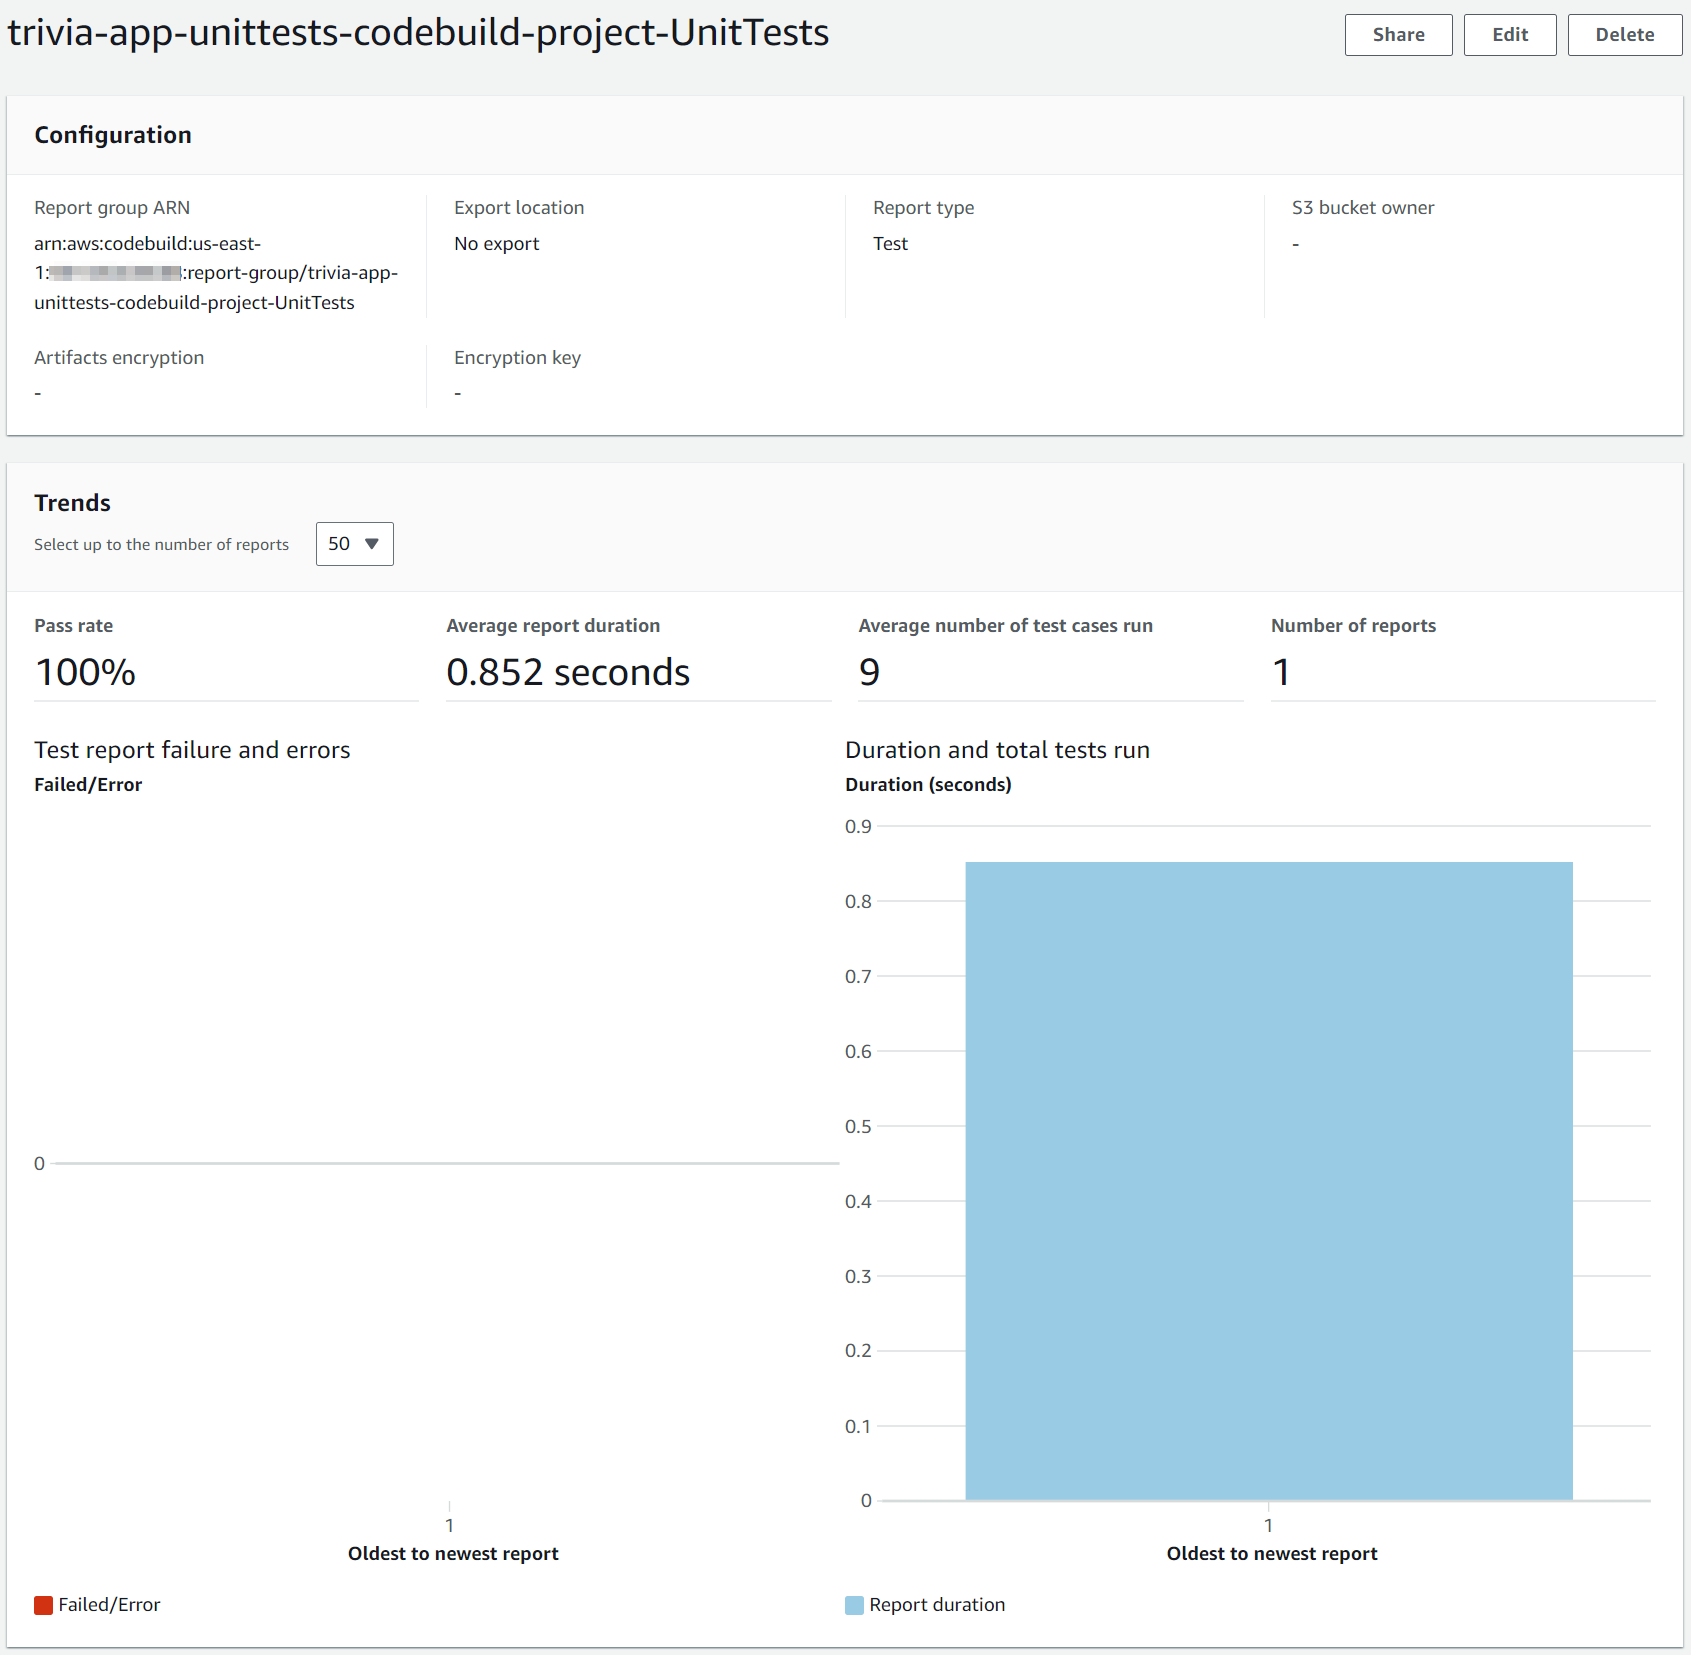 trivia-app-unittests-codebuild-project-UnitTests
Share
Edit
Delete
Configuration
Report group ARN
arn:aws:codebuild:us-east-
1: :report-group/trivia-app-
unittests-codebuild-project-UnitTests
Export location
No export
Report type
Test
S3 bucket owner
-
Artifacts encryption
-
Encryption key
-
Trends
Select up to the number of reports
50
Pass rate
100%
Average report duration
0.852 seconds
Average number of test cases run
9
Number of reports
1
Test report failure and errors
Failed/Error
0
1
Oldest to newest report
Failed/Error
Duration and total tests run
Duration (seconds)
0.9
0.8
0.7
0.6
0.5
0.4
0.3
0.2
0.1
0
1
Oldest to newest report
Report duration